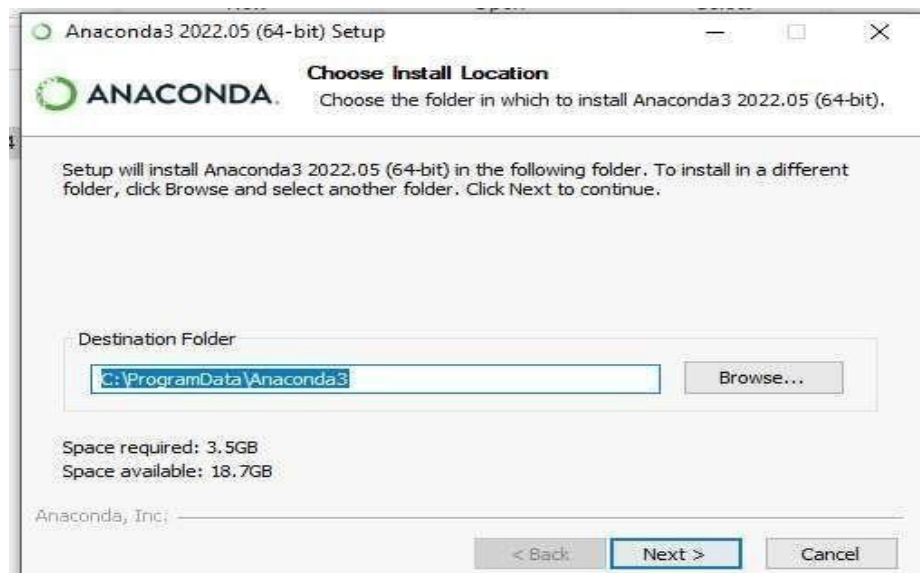 Anaconda3 2022.05 (64-bit) Setup
ANACONDA.
Choose Install Location
Choose the folder in which to install Anaconda3 2022.05 (64-bit).
Setup will install Anaconda3 2022.05 (64-bit) in the following folder. To install in a different
folder, click Browse and select another folder. Click Next to continue.
Destination Folder
C:\ProgramData\Anaconda3
Browse...
Space required: 3.5GB
Space available: 18.7GB
Anaconda, Inc.
< Back
Next >
Cancel